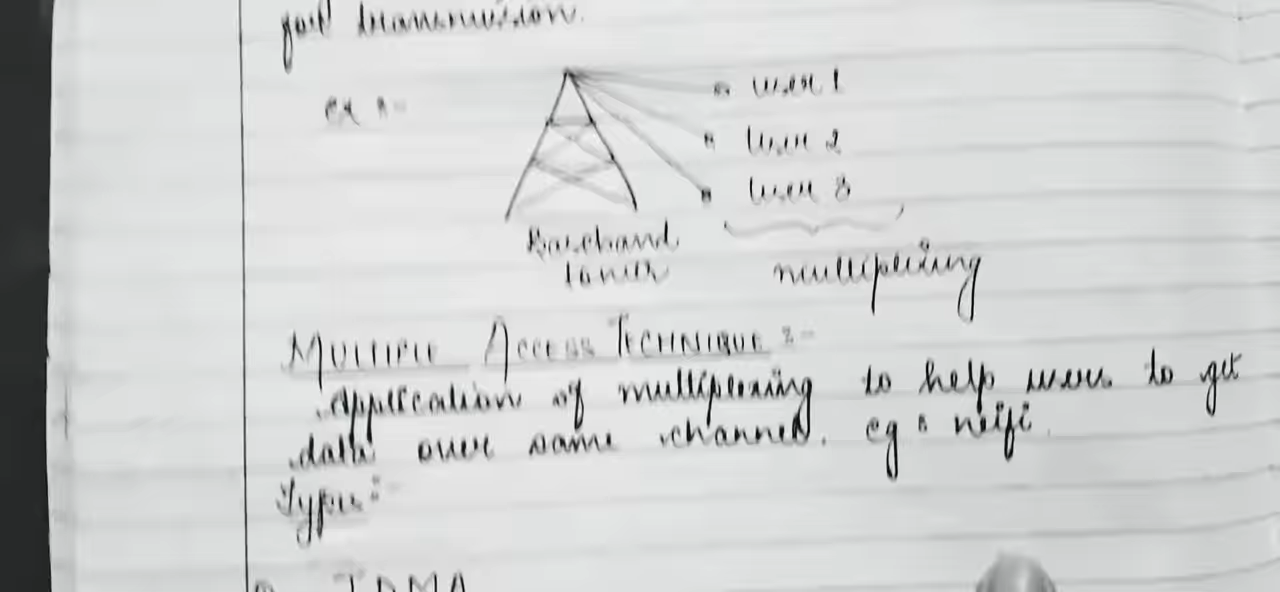 for transmission.
ex :-
user 1
user 2
user 3
Baseband
tower
multiplexing
MULTIPLE ACCESS TECHNIQUE :-
Application of multiplexing to help users to get
data over same channel. eg : wifi.
Types :-
TDMA